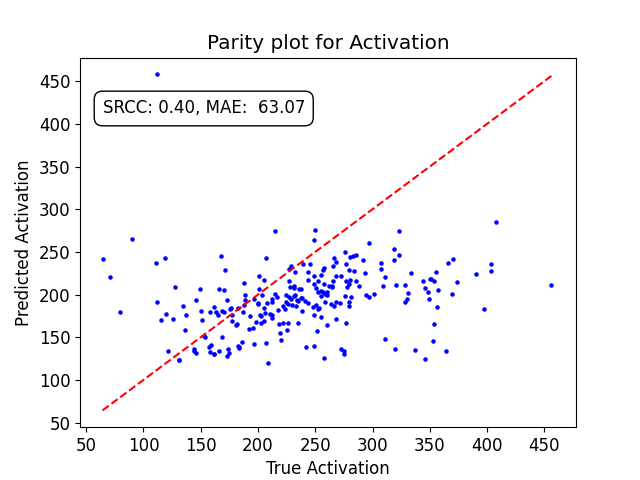 Parity plot for Activation
SRCC: 0.40, MAE:  63.07
Predicted Activation
450
400
350
300
250
200
150
100
50
50 100 150 200 250 300 350 400 450
True Activation